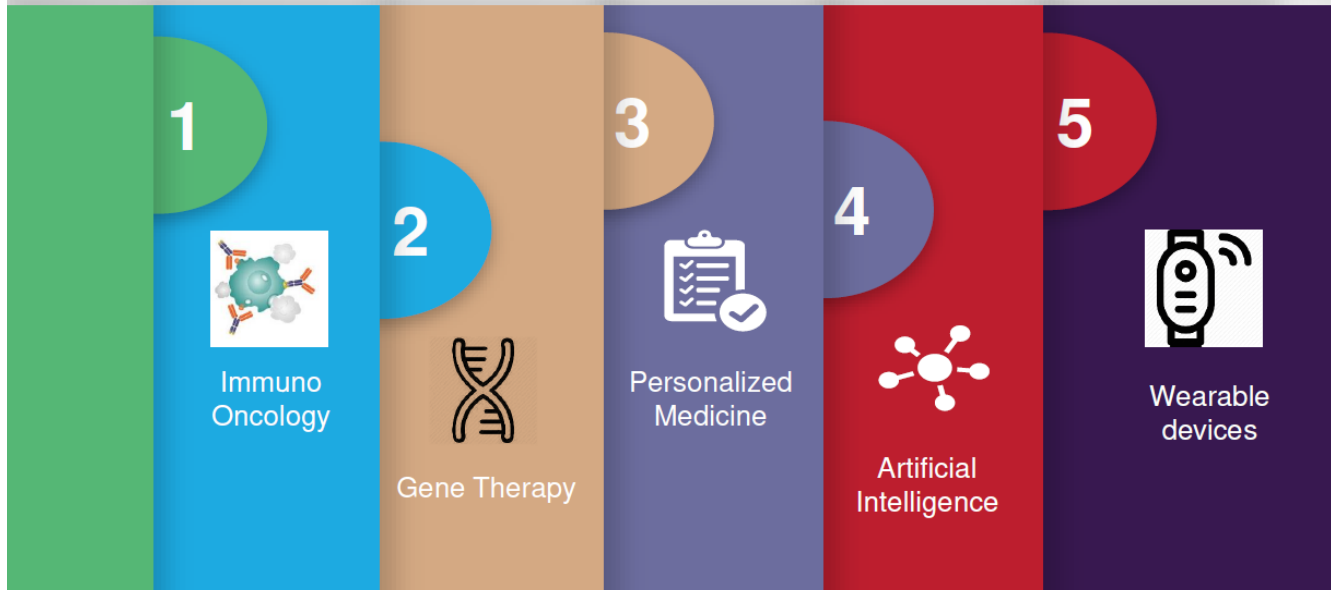 1
Immuno
Oncology
2
Gene Therapy
3
Personalized
Medicine
4
Artificial
Intelligence
5
Wearable
devices